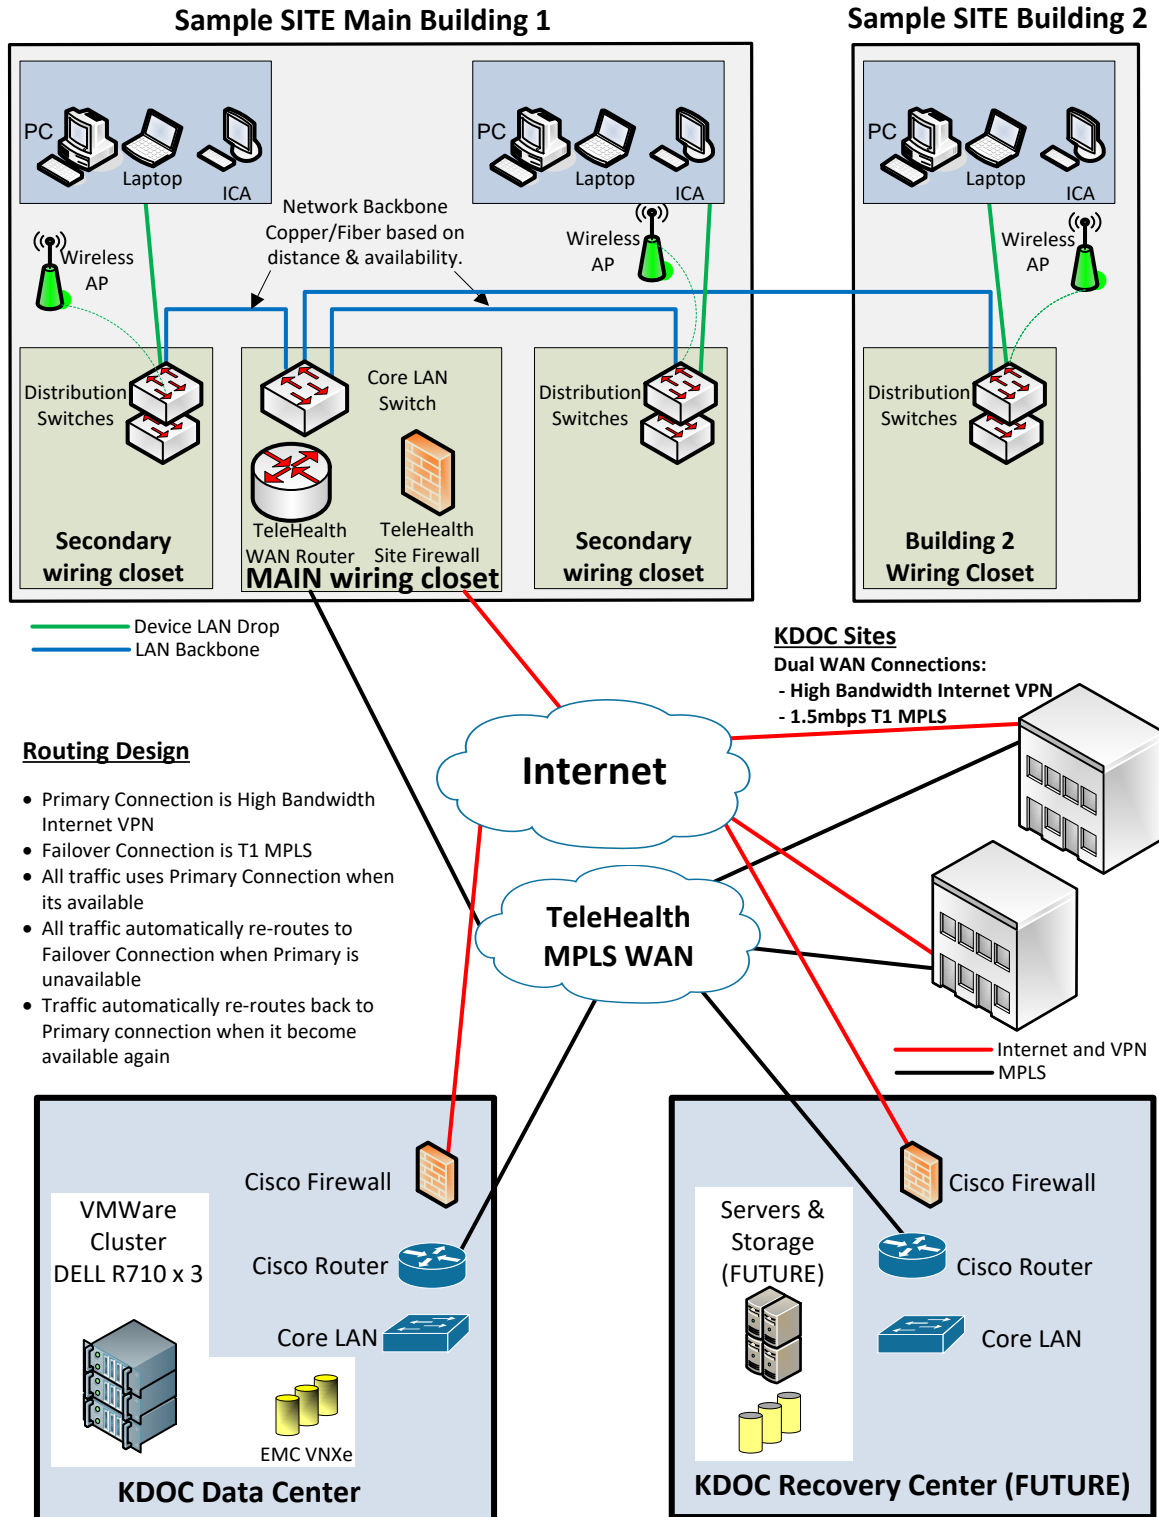 Sample SITE Main Building 1
Sample SITE Building 2
PC
Laptop
ICA
PC
Laptop
ICA
PC
Laptop
ICA
Network Backbone
Copper/Fiber based on
distance & availability.
Wireless
AP
Wireless
AP
Wireless
AP
Distribution
Switches
Core LAN
Switch
Distribution
Switches
Distribution
Switches
TeleHealth
WAN Router
TeleHealth
Site Firewall
Secondary
wiring closet
MAIN wiring closet
Secondary
wiring closet
Building 2
Wiring Closet
Device LAN Drop
LAN Backbone
KDOC Sites
Dual WAN Connections:
- High Bandwidth Internet VPN
- 1.5mbps T1 MPLS
Routing Design
• Primary Connection is High Bandwidth
Internet VPN
• Failover Connection is T1 MPLS
• All traffic uses Primary Connection when
its available
• All traffic automatically re-routes to
Failover Connection when Primary is
unavailable
• Traffic automatically re-routes back to
Primary connection when it become
available again
Internet
TeleHealth
MPLS WAN
Internet and VPN
MPLS
Cisco Firewall
VMWare
Cluster
DELL R710 x 3
Cisco Router
Core LAN
EMC VNXe
KDOC Data Center
Cisco Firewall
Servers &
Storage
(FUTURE)
Cisco Router
Core LAN
KDOC Recovery Center (FUTURE)